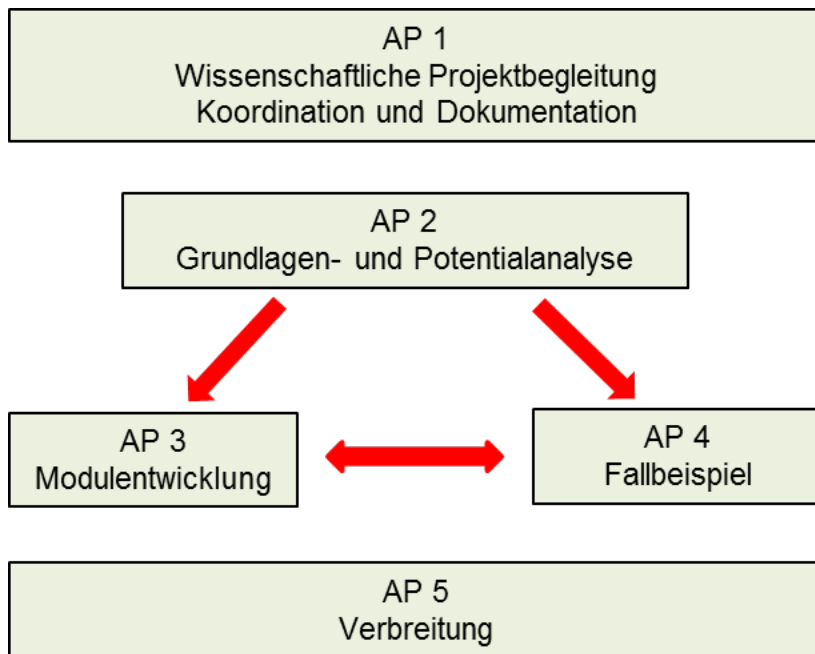 AP 1
Wissenschaftliche Projektbegleitung
Koordination und Dokumentation
AP 2
Grundlagen- und Potentialanalyse
AP 3
Modulentwicklung
AP 4
Fallbeispiel
AP 5
Verbreitung